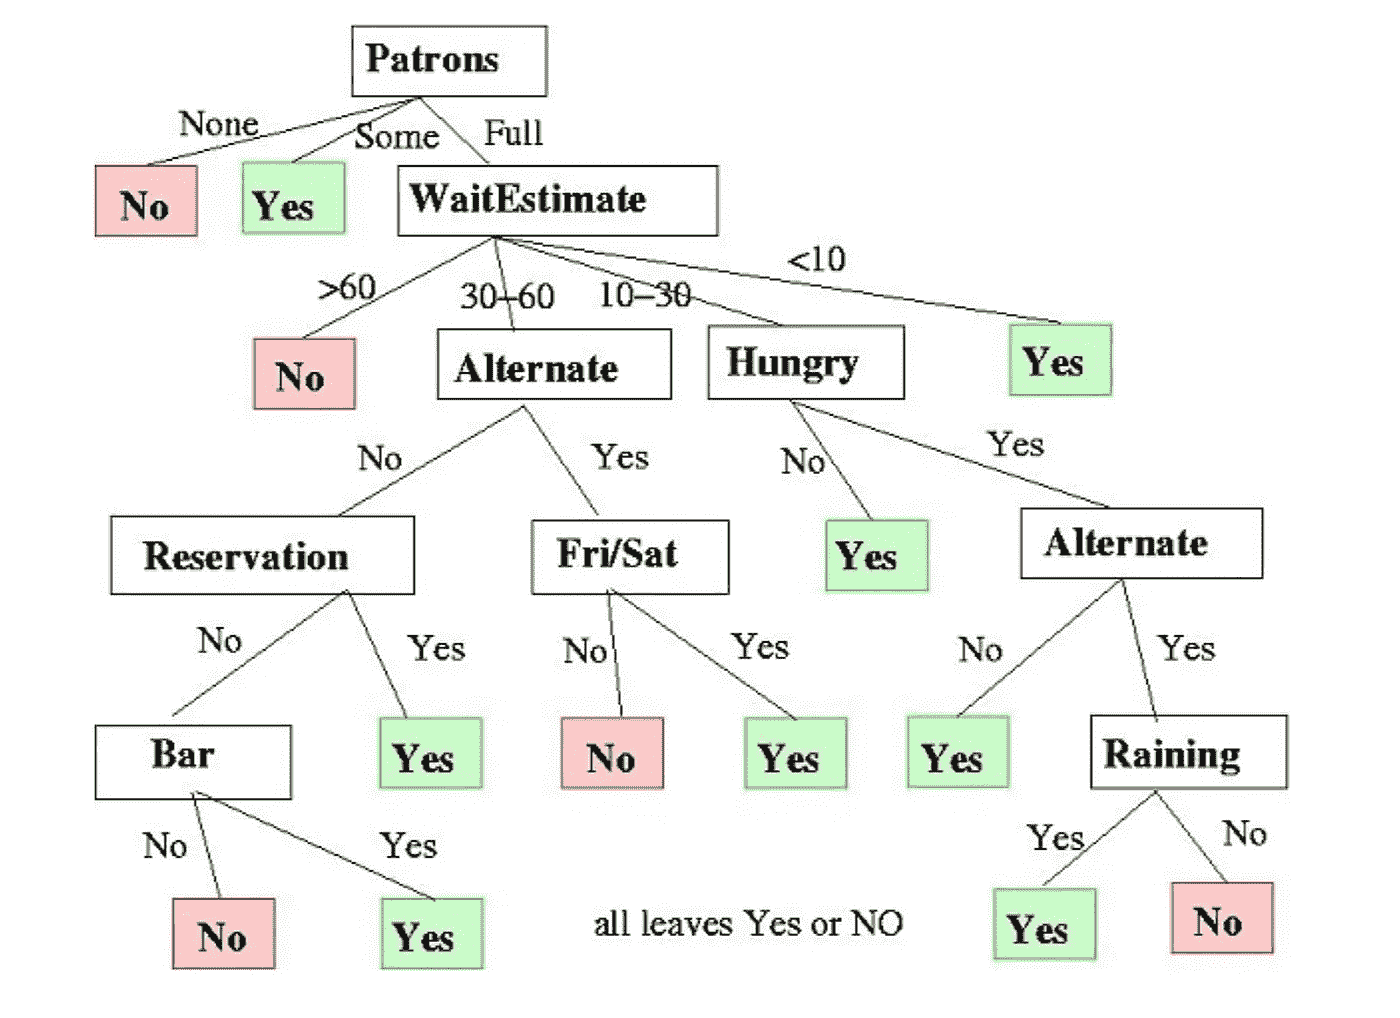 Patrons
None
Some
Full
No
Yes
WaitEstimate
>60
30–60
10–30
<10
No
Alternate
Hungry
Yes
No
Yes
No
Yes
Reservation
Fri/Sat
Yes
Alternate
No
Yes
No
Yes
No
Yes
Bar
Yes
No
Yes
Yes
Raining
No
Yes
Yes
No
No
Yes
all leaves Yes or NO
Yes
No